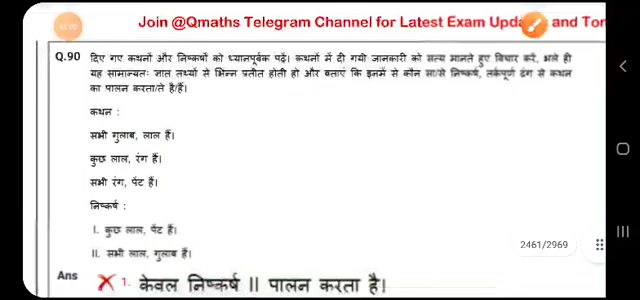 Join @Qmaths Telegram Channel for Latest Exam Upda and Tor
Q.90 दिए गए कथनों और निष्कर्षों को ध्यानपूर्वक पढ़ें। कथनों में दी गयी जानकारी को सत्य मानते हुए विचार करें, भले ही
यह सामान्यतः ज्ञात तथ्यों से भिन्न प्रतीत होती हो और बताएं कि इनमें से कौन सा/से निष्कर्ष, तर्कपूर्ण ढंग से कथन
का पालन करता/ते है/हैं।
कथन :
सभी गुलाब, लाल हैं।
कुछ लाल, रंग हैं।
सभी रंग, पेंट हैं।
निष्कर्ष :
I. कुछ लाल, पेंट हैं।
II. सभी लाल, गुलाब हैं।
2461/2969
Ans 1. केवल निष्कर्ष II पालन करता है।